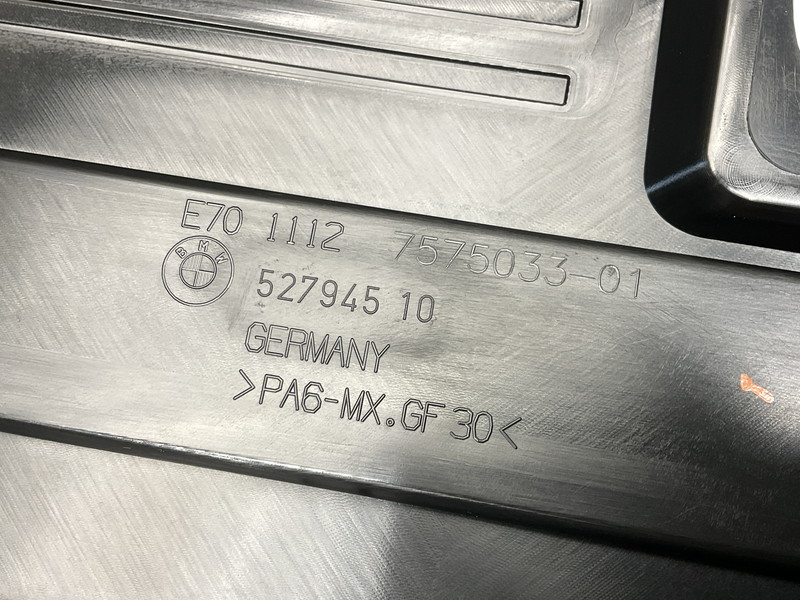 E70 1112 7575033-01
BMW
527945 10
GERMANY
>PA6-MX.GF30<